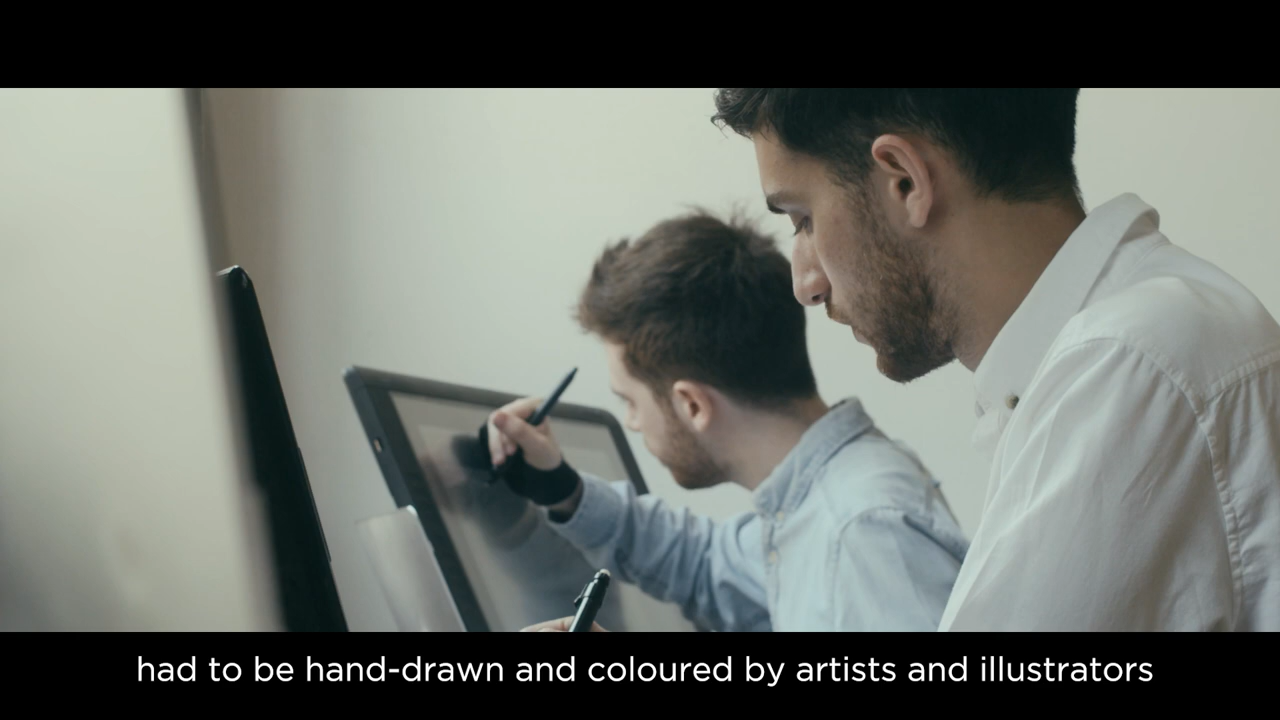 had to be hand-drawn and coloured by artists and illustrators